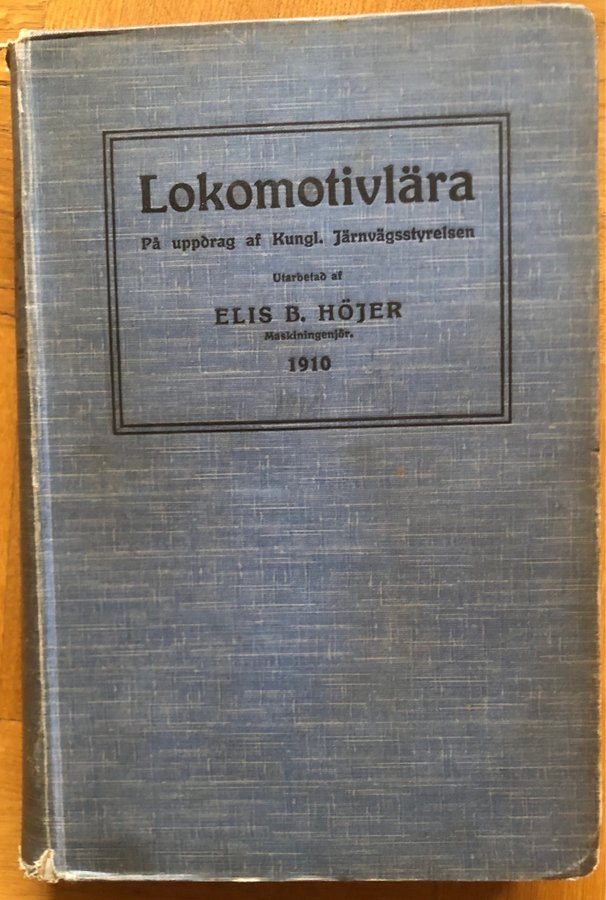 Lokomotivlära
På uppdrag af Kungl. Järnvägsstyrelsen
Utarbetad af
ELIS B. HÖJER
Maskiningenjör.
1910